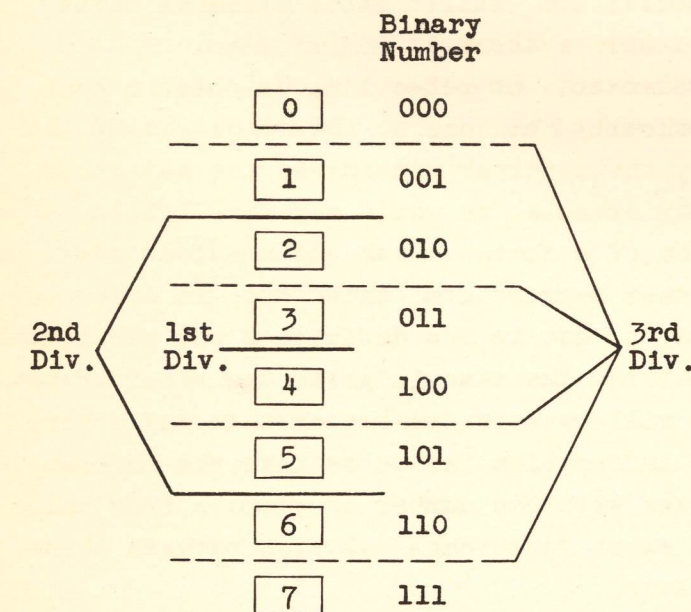 Binary
Number
0 000
1 001
2 010
3 011
2nd
Div.
1st
Div.
3rd
Div.
4 100
5 101
6 110
7 111